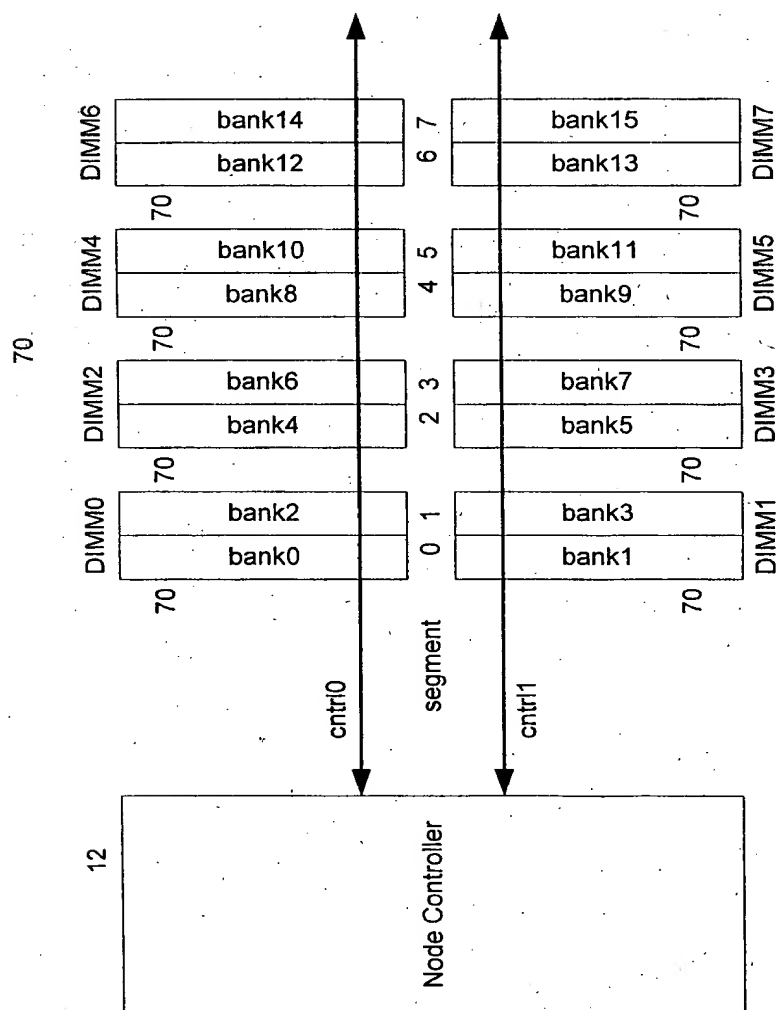 DIMM6
bank14
bank12
70
7
6
bank15
bank13
70
DIMM7
DIMM4
bank10
bank8
70
5
4
bank11
bank9
70
DIMM5
70
DIMM2
bank6
bank4
70
3
2
bank7
bank5
70
DIMM3
DIMM0
bank2
bank0
70
1
0
bank3
bank1
70
DIMM1
cntrl0
segment
cntrl1
12
Node Controller